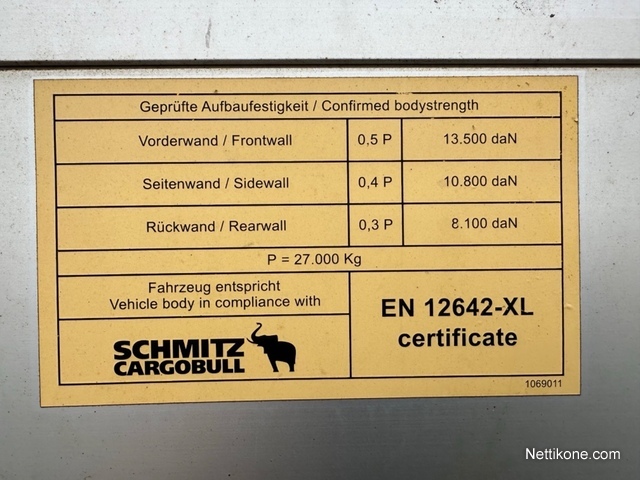 Geprüfte Aufbaufestigkeit / Confirmed bodystrength
Vorderwand / Frontwall 0,5 P 13.500 daN
Seitenwand / Sidewall 0,4 P 10.800 daN
Rückwand / Rearwall 0,3 P 8.100 daN
P = 27.000 Kg
Fahrzeug entspricht
Vehicle body in compliance with
SCHMITZ
CARGOBULL
EN 12642-XL
certificate
1069011
Nettikone.com